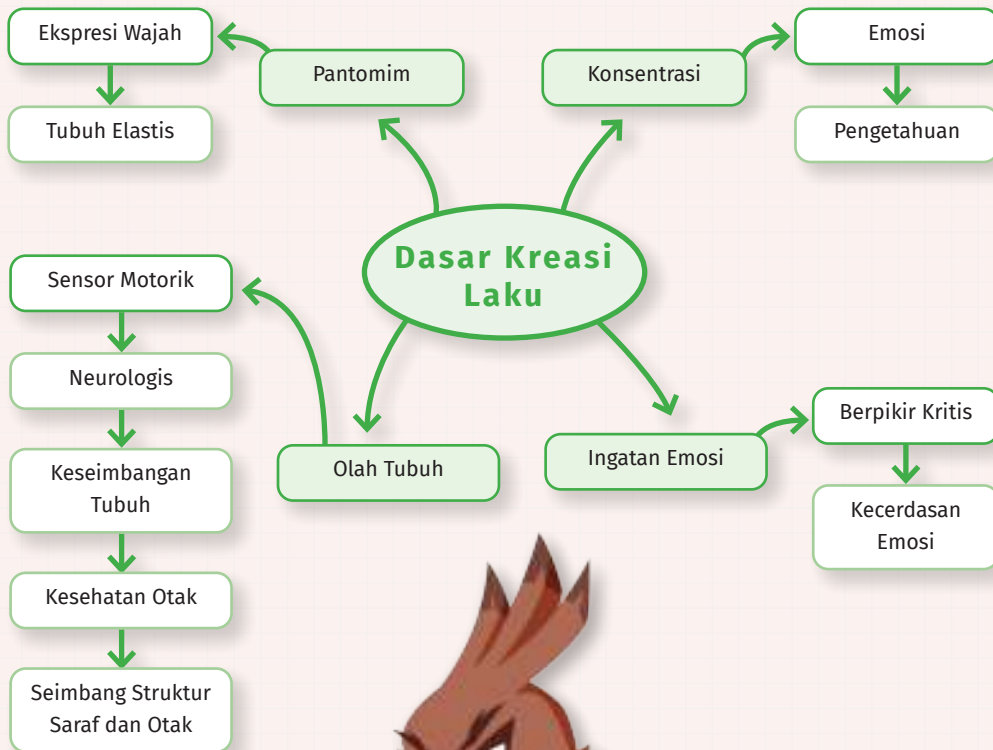 Ekspresi Wajah
Tubuh Elastis
Pantomim
Konsentrasi
Emosi
Pengetahuan
Dasar Kreasi
Laku
Sensor Motorik
Neurologis
Keseimbangan
Tubuh
Kesehatan Otak
Seimbang Struktur
Saraf dan Otak
Olah Tubuh
Ingatan Emosi
Berpikir Kritis
Kecerdasan
Emosi